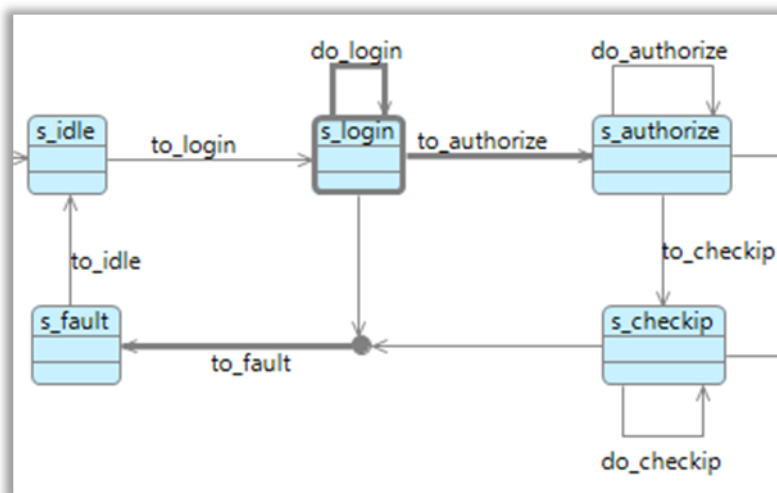 do_login
do_authorize
s_idle
s_login
s_authorize
to_login
to_authorize
to_idle
to_checkip
s_fault
s_checkip
to_fault
do_checkip